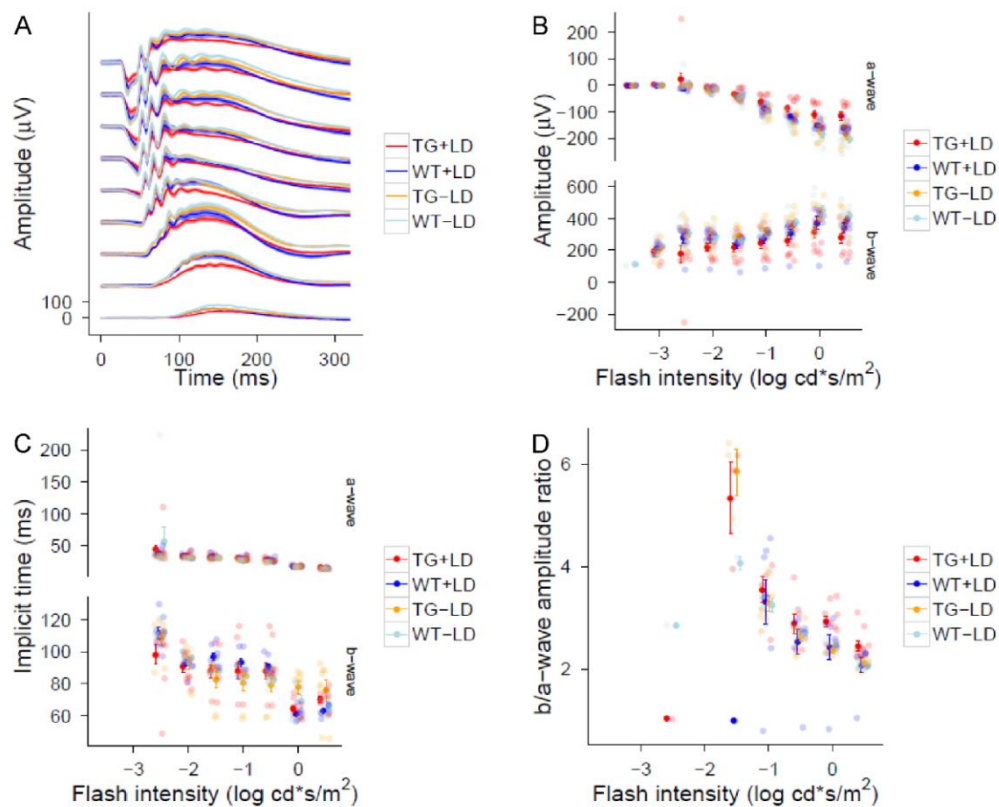 A
Amplitude (μV)
100
0
0
100
200
300
Time (ms)
TG+LD
WT+LD
TG−LD
WT−LD
B
200
100
0
−100
−200
a−wave
Amplitude (μV)
600
400
200
0
−200
b−wave
−3
−2
−1
0
Flash intensity (log cd*s/m²)
TG+LD
WT+LD
TG−LD
WT−LD
C
200
150
100
50
a−wave
Implicit time (ms)
120
100
80
60
b−wave
−3
−2
−1
0
Flash intensity (log cd*s/m²)
TG+LD
WT+LD
TG−LD
WT−LD
D
b/a−wave amplitude ratio
6
4
2
−3
−2
−1
0
Flash intensity (log cd*s/m²)
TG+LD
WT+LD
TG−LD
WT−LD